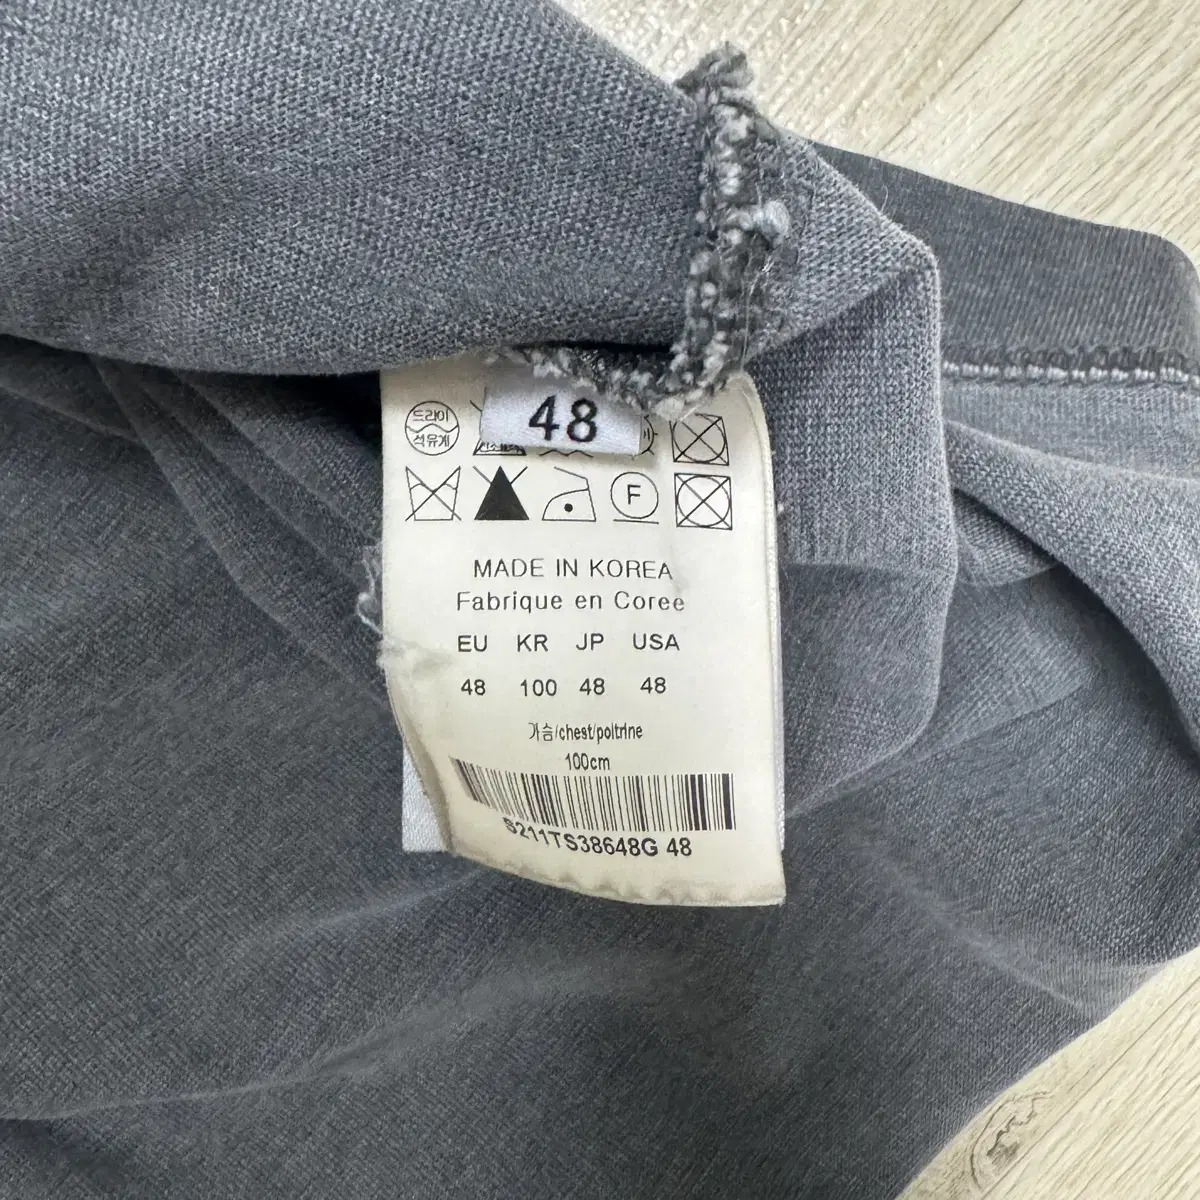 48
드라이
석유계
F
MADE IN KOREA
Fabrique en Coree
EU KR JP USA
48 100 48 48
가슴/chest/poitrine
100cm
S211TS38648G 48